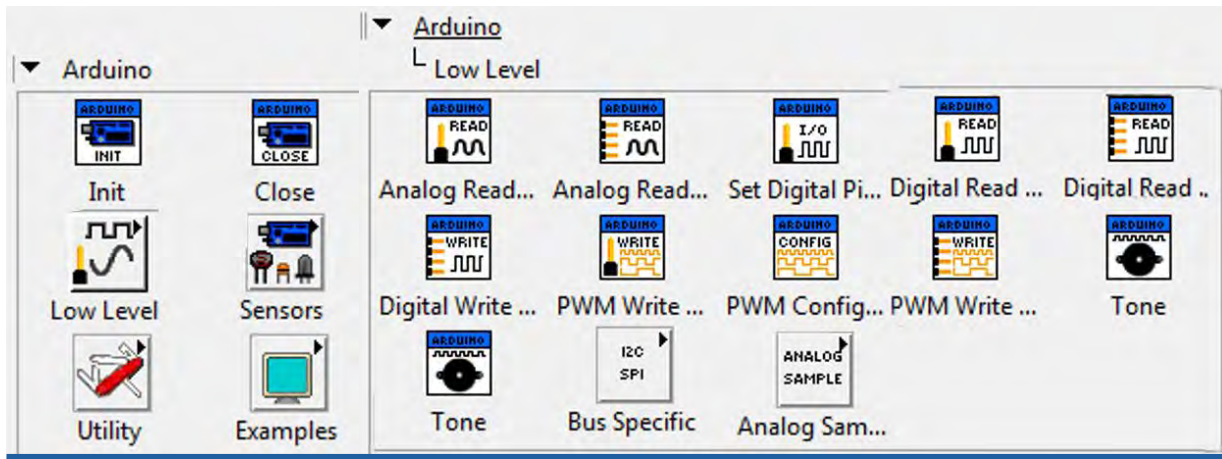 Arduino
ARDUINO ARDUINO
INIT CLOSE
Init Close
Low Level Sensors
Utility Examples
Arduino
Low Level
ARDUINO ARDUINO ARDUINO ARDUINO ARDUINO
READ READ I/O READ READ
Analog Read... Analog Read... Set Digital Pi... Digital Read ... Digital Read ..
ARDUINO ARDUINO ARDUINO ARDUINO ARDUINO
WRITE WRITE CONFIG WRITE
Digital Write ... PWM Write ... PWM Config... PWM Write ... Tone
ARDUINO
I2C ANALOG
SPI SAMPLE
Tone Bus Specific Analog Sam...